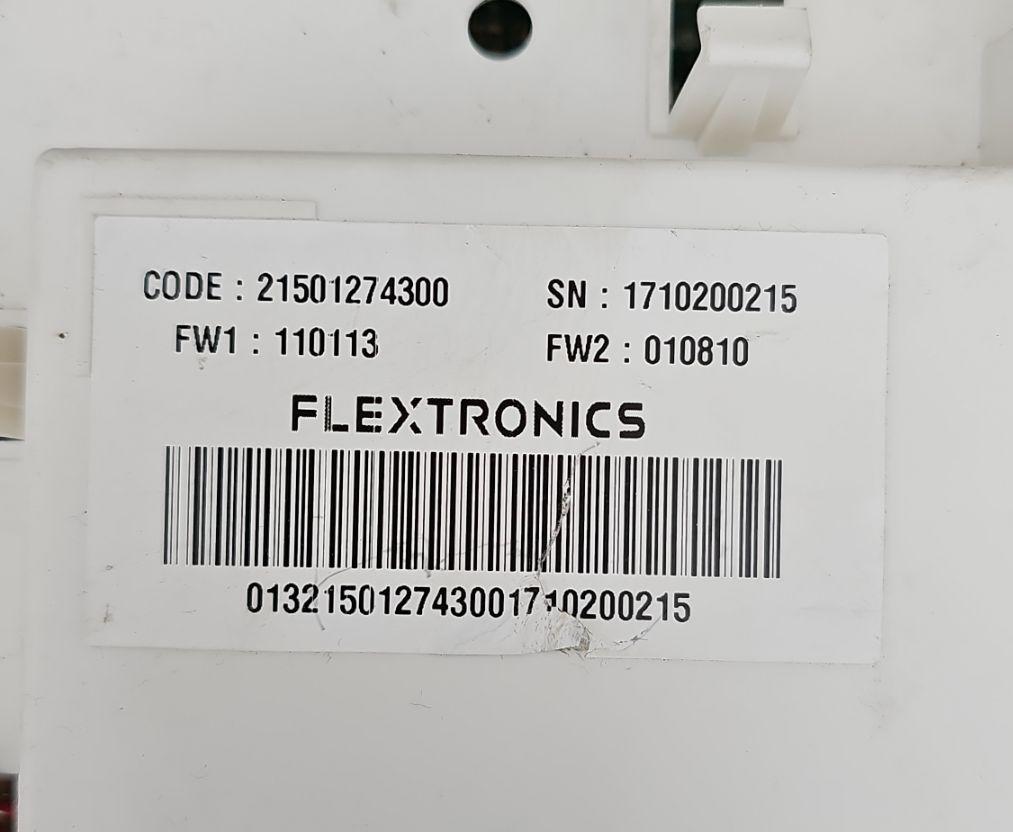 CODE : 21501274300 SN : 1710200215
FW1 : 110113 FW2 : 010810
FLEXTRONICS
013215012743001710200215